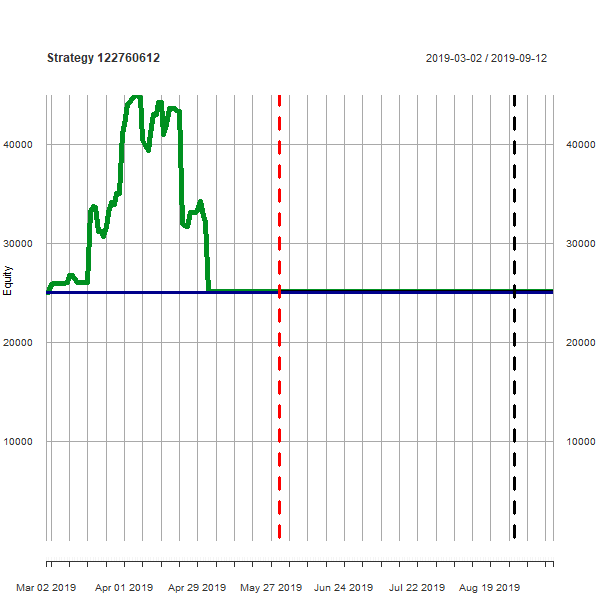 Strategy 122760612
2019-03-02 / 2019-09-12
40000
40000
30000
30000
Equity
20000
20000
10000
10000
Mar 02 2019
Apr 01 2019
Apr 29 2019
May 27 2019
Jun 24 2019
Jul 22 2019
Aug 19 2019